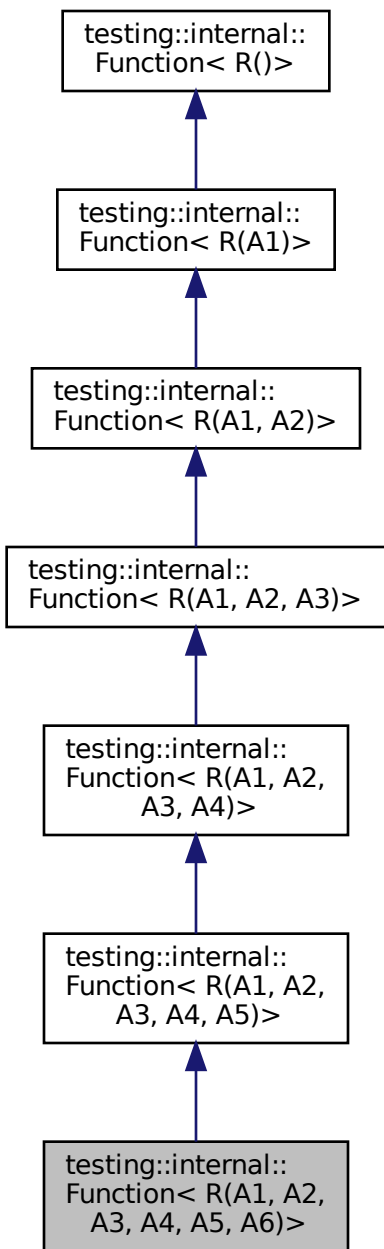 testing::internal::
Function< R()>
testing::internal::
Function< R(A1)>
testing::internal::
Function< R(A1, A2)>
testing::internal::
Function< R(A1, A2, A3)>
testing::internal::
Function< R(A1, A2,
A3, A4)>
testing::internal::
Function< R(A1, A2,
A3, A4, A5)>
testing::internal::
Function< R(A1, A2,
A3, A4, A5, A6)>